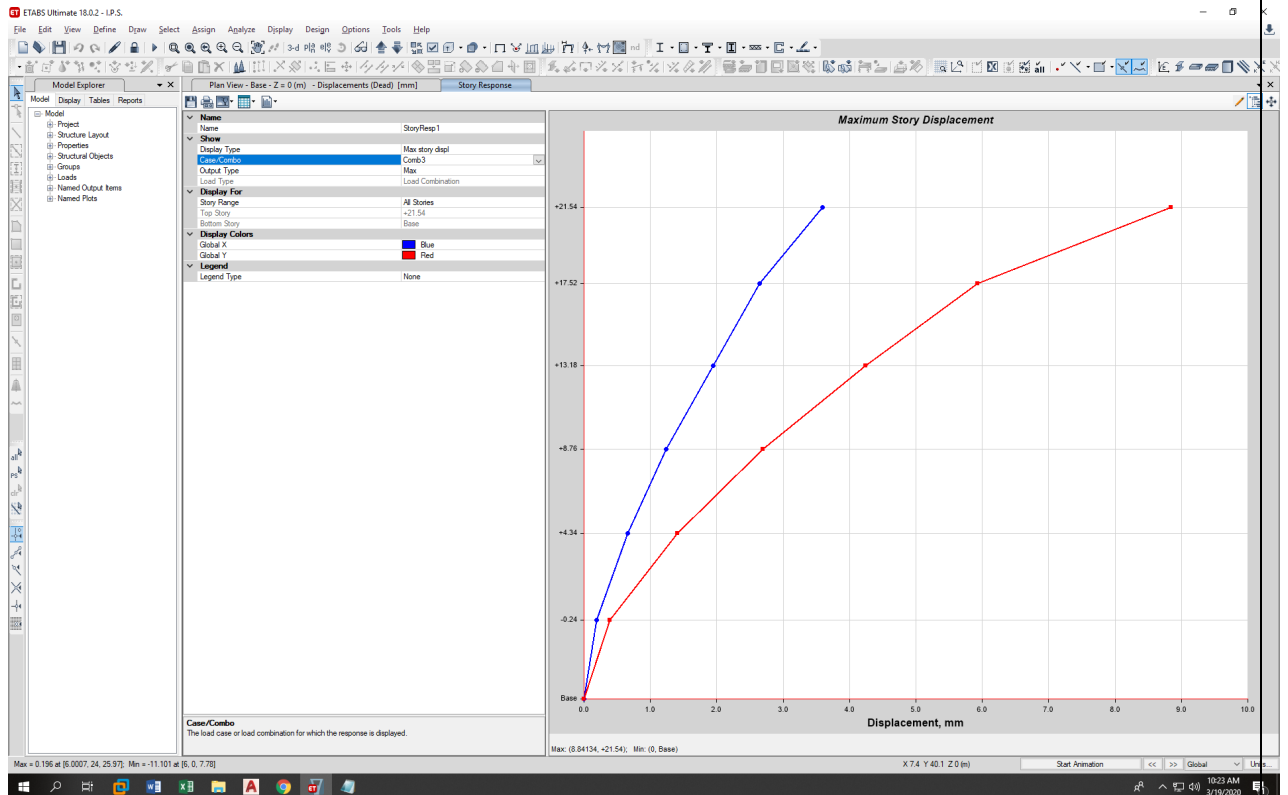 ETABS Ultimate 18.0.2 - I.P.S.
File Edit View Define Draw Select Assign Analyze Display Design Options Tools Help
3-d nd
all
Model Explorer
Plan View - Base - Z = 0 (m) - Displacements (Dead) [mm]
Story Response
Model Display Tables Reports
Model
Project
Structure Layout
Properties
Structural Objects
Groups
Loads
Named Output Items
Named Plots
all
PS
clr
Name
Name StoryResp1
Show
Display Type Max story displ
Case/Combo Comb3
Output Type Max
Load Type Load Combination
Display For
Story Range All Stories
Top Story +21.54
Bottom Story Base
Display Colors
Global X Blue
Global Y Red
Legend
Legend Type None
Case/Combo
The load case or load combination for which the response is displayed.
Maximum Story Displacement
+21.54
+17.52
+13.18
+8.76
+4.34
-0.24
Base
0.0 1.0 2.0 3.0 4.0 5.0 6.0 7.0 8.0 9.0 10.0
Displacement, mm
Max: (8.84134, +21.54); Min: (0, Base)
Max = 0.196 at [6.0007, 24, 25.97]; Min = -11.101 at [6, 0, 7.78]
X 7.4 Y 40.1 Z 0 (m)
Start Animation
<< >>
Global
10:23 AM
3/19/2020